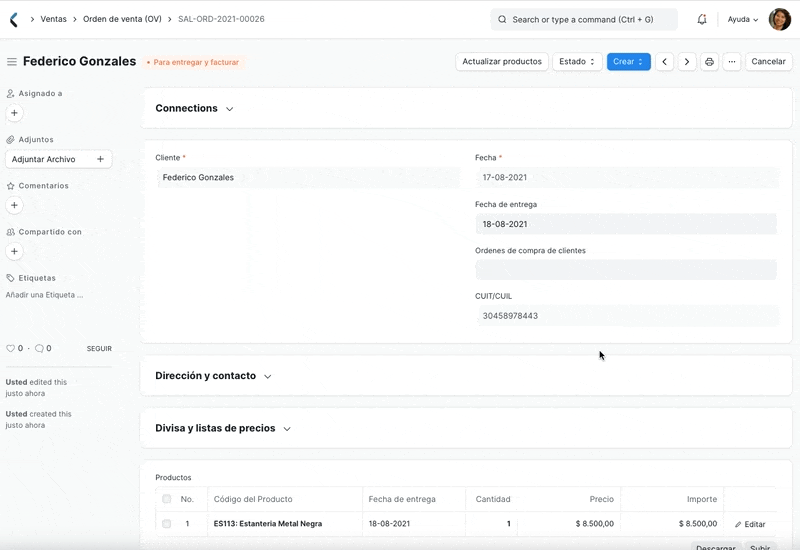 Ventas
Orden de venta (OV)
SAL-ORD-2021-00026
Search or type a command (Ctrl + G)
Ayuda
Federico Gonzales
Para entregar y facturar
Actualizar productos
Estado
Crear
Cancelar
Asignado a
Adjuntos
Adjuntar Archivo
Comentarios
Compartido con
Etiquetas
Añadir una Etiqueta ...
0 · 0
SEGUIR
Usted edited this
justo ahora
Usted created this
justo ahora
Connections
Cliente *
Federico Gonzales
Fecha *
17-08-2021
Fecha de entrega
18-08-2021
Ordenes de compra de clientes
CUIT/CUIL
30458978443
Dirección y contacto
Divisa y listas de precios
Productos
No. Código del Producto Fecha de entrega Cantidad Precio Importe
1 ES113: Estanteria Metal Negra 18-08-2021 1 $ 8.500,00 $ 8.500,00 Editar
Descargar Subir